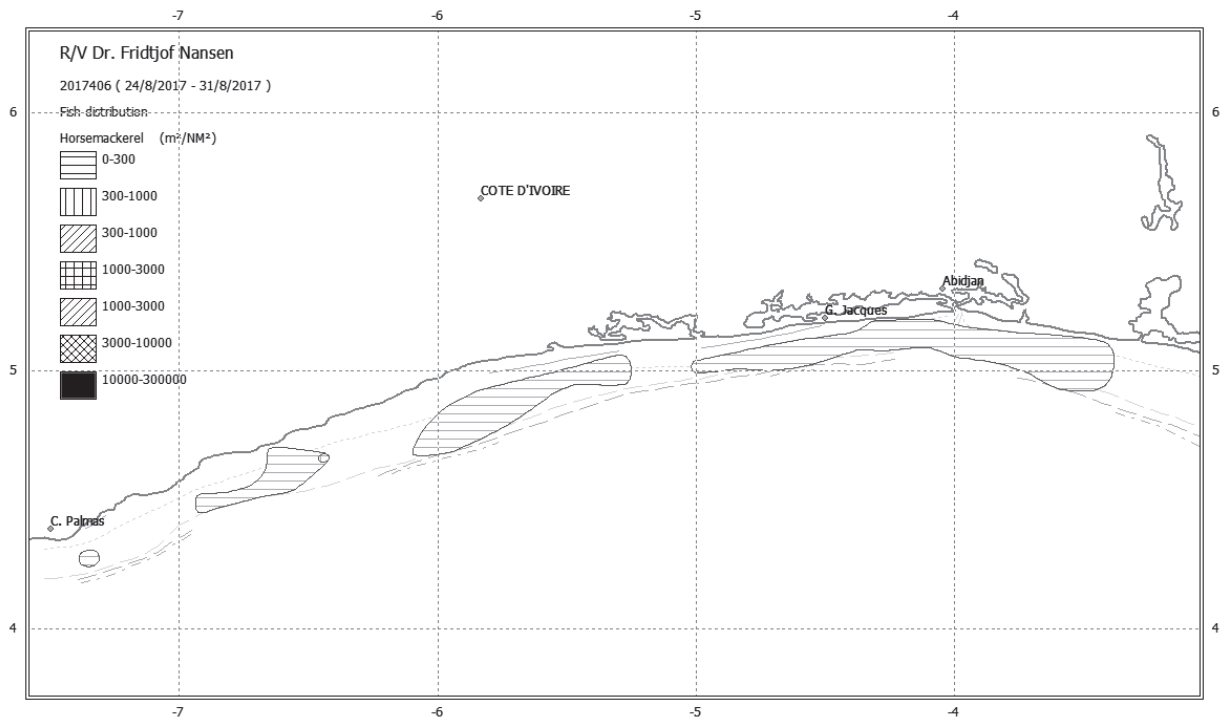 -7 -6 -5 -4
R/V Dr. Fridtjof Nansen
2017406 ( 24/8/2017 - 31/8/2017 )
6 Fish distribution 6
Horsemackerel (m²/NM²)
0-300
300-1000
COTE D'IVOIRE
300-1000
1000-3000
Abidjan
1000-3000
G. Jacques
3000-10000
5 5
10000-300000
C. Palmas
4 4
-7 -6 -5 -4